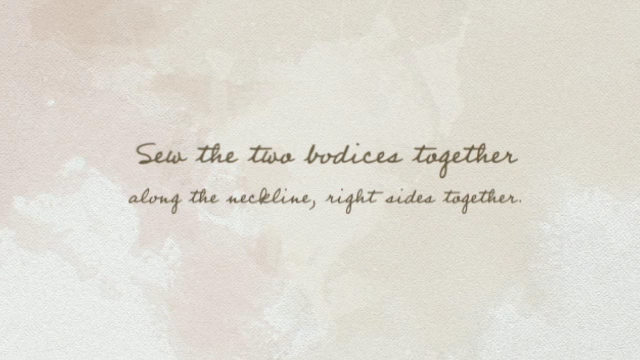 Sew the two bodices together
along the neckline, right sides together.